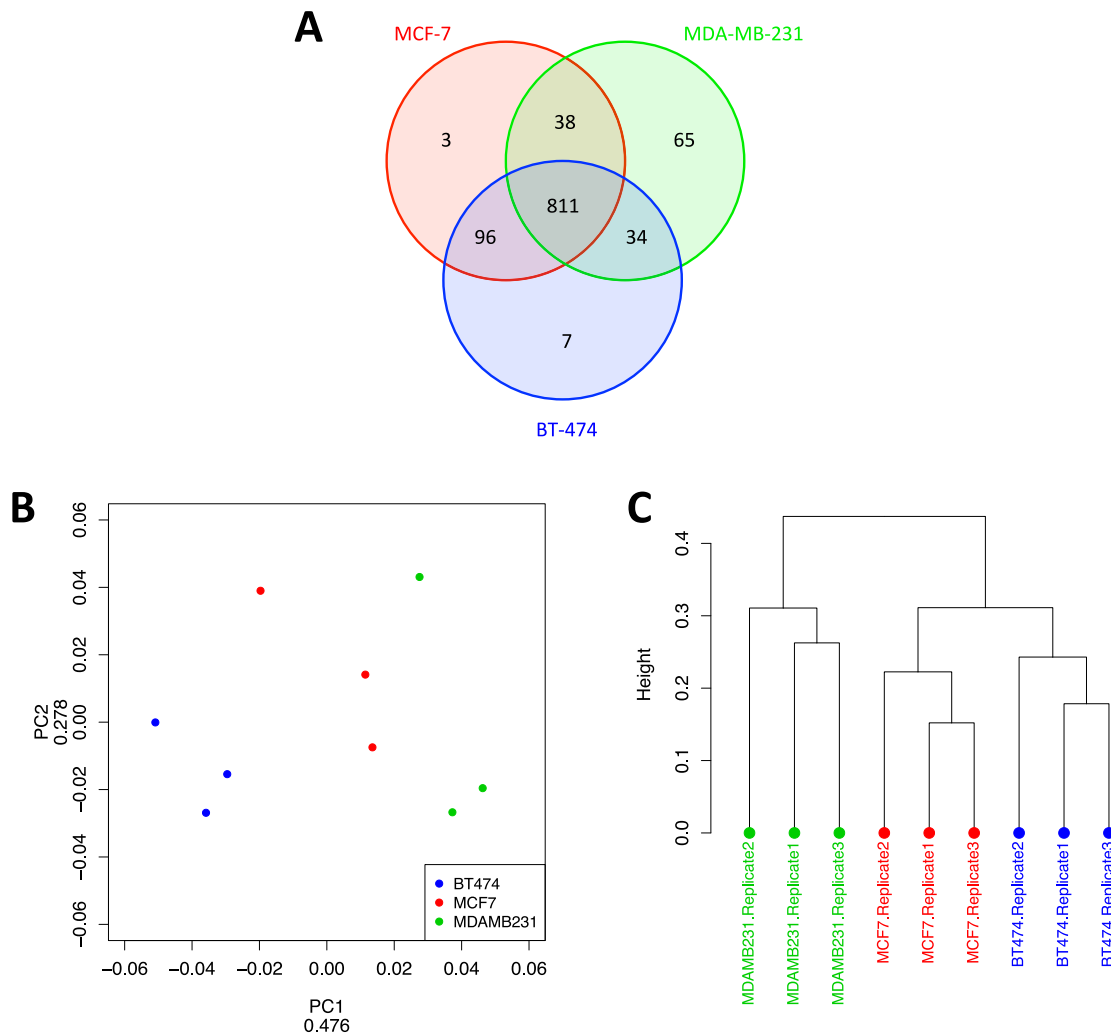 A
MCF-7
MDA-MB-231
3
38
65
811
96
34
7
BT-474
B
0.06
0.04
0.02
0.00
−0.02
−0.04
−0.06
PC2
0.278
BT474
MCF7
MDAMB231
−0.06
−0.04
−0.02
0.00
0.02
0.04
0.06
PC1
0.476
C
0.4
0.3
0.2
0.1
0.0
Height
MDAMB231.Replicate2
MDAMB231.Replicate1
MDAMB231.Replicate3
MCF7.Replicate2
MCF7.Replicate1
MCF7.Replicate3
BT474.Replicate2
BT474.Replicate1
BT474.Replicate3